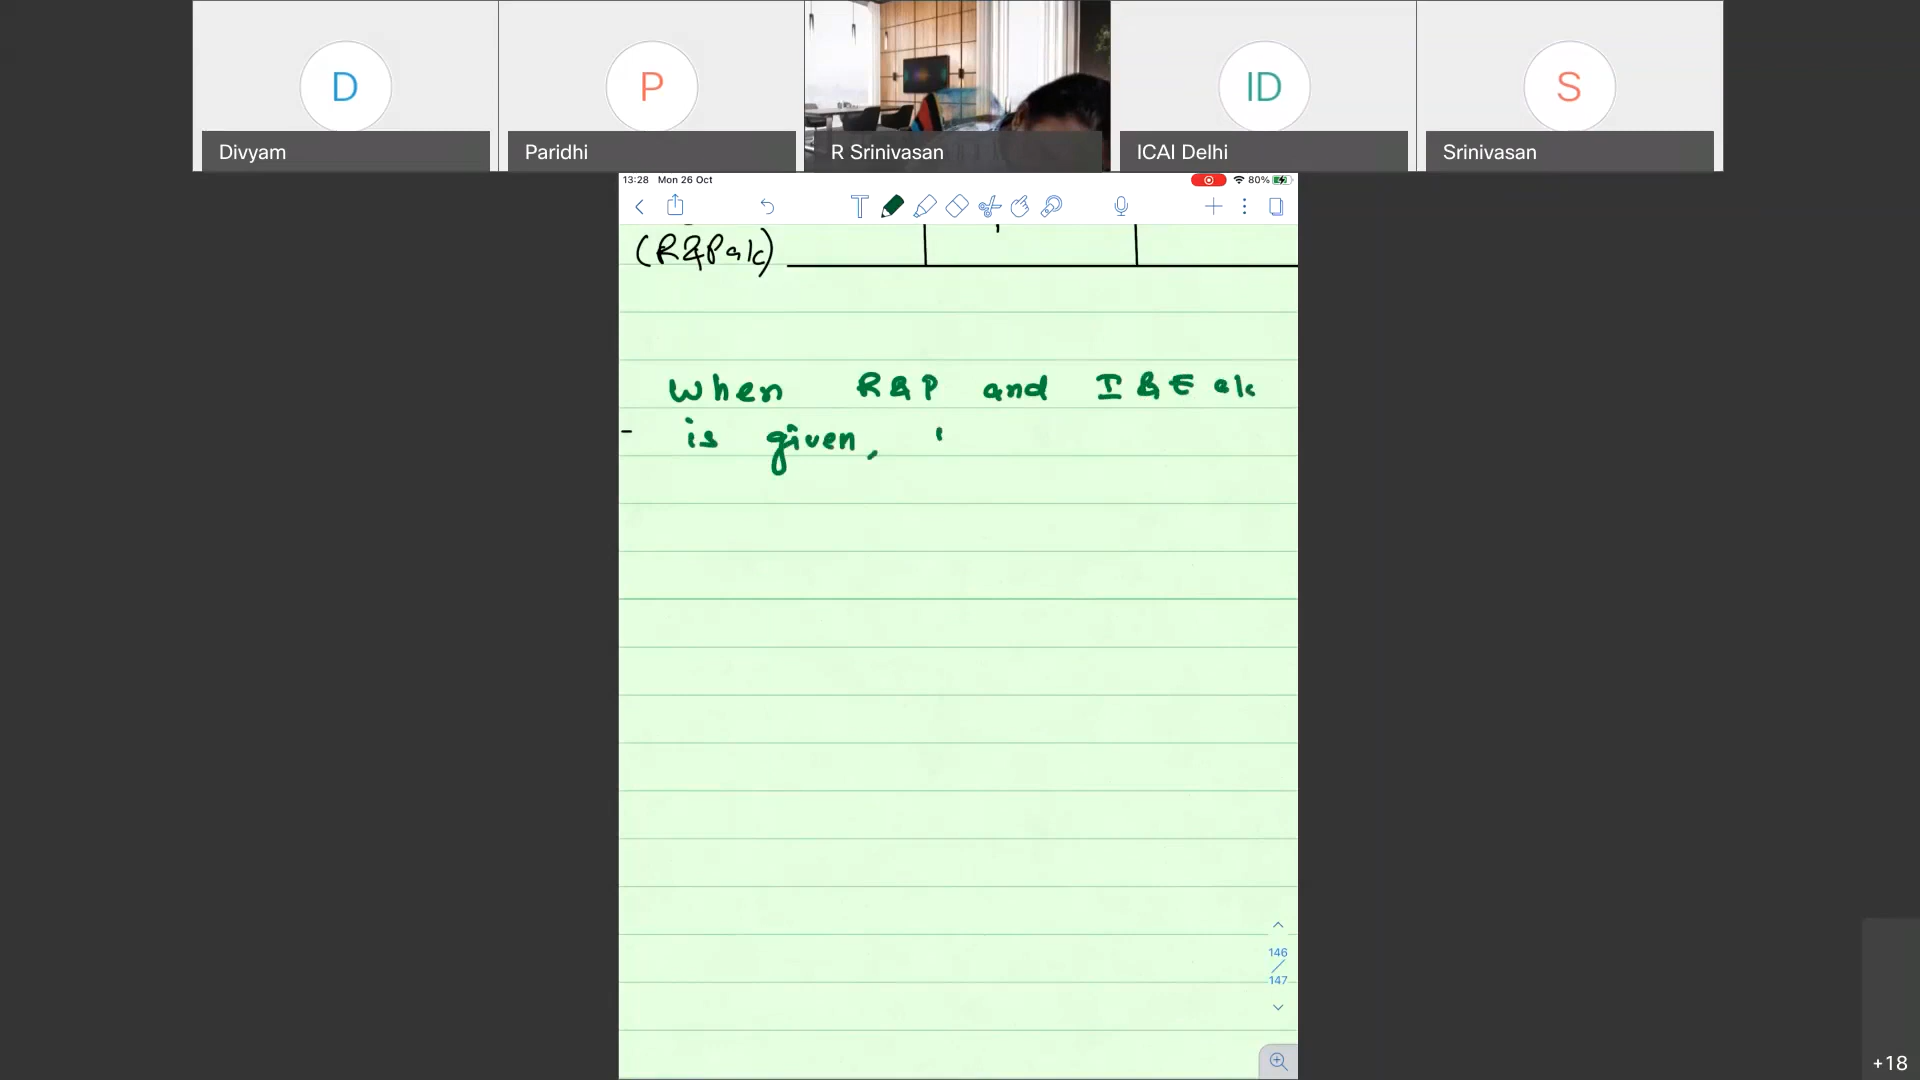 D
P
ID
S
Divyam
Paridhi
R Srinivasan
ICAI Delhi
Srinivasan
13:28 Mon 26 Oct
80%
T
(R&P a/c)
When R&P and I & E a/c
- is given,
146
147
+18